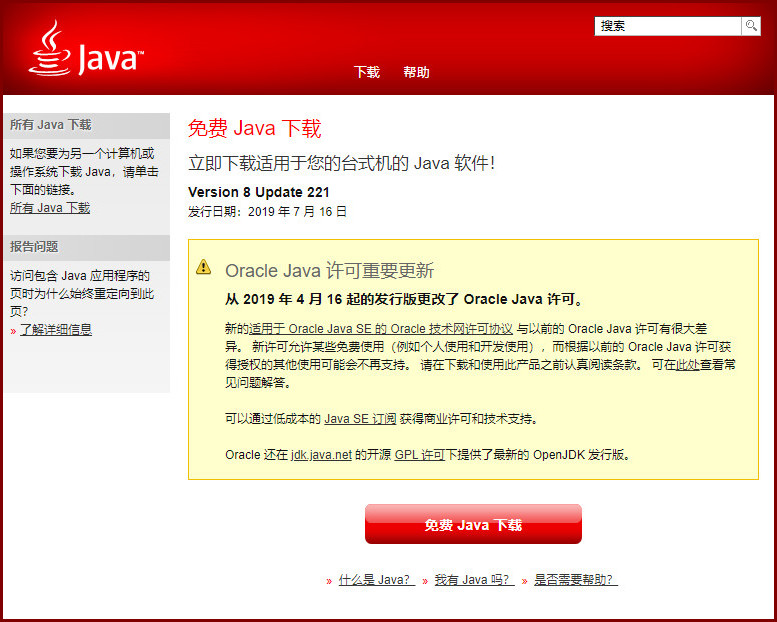 Java™
搜索
下载 帮助
所有 Java 下载
如果您要为另一个计算机或
操作系统下载 Java，请单击
下面的链接。
所有 Java 下载
报告问题
访问包含 Java 应用程序的
页时为什么始终重定向到此
页？
» 了解详细信息
免费 Java 下载
立即下载适用于您的台式机的 Java 软件！
Version 8 Update 221
发行日期：2019 年 7 月 16 日
Oracle Java 许可重要更新
从 2019 年 4 月 16 起的发行版更改了 Oracle Java 许可。
新的适用于 Oracle Java SE 的 Oracle 技术网许可协议 与以前的 Oracle Java 许可有很大差
异。 新许可允许某些免费使用（例如个人使用和开发使用），而根据以前的 Oracle Java 许可获
得授权的其他使用可能会不再支持。 请在下载和使用此产品之前认真阅读条款。 可在此处查看常
见问题解答。
可以通过低成本的 Java SE 订阅 获得商业许可和技术支持。
Oracle 还在 jdk.java.net 的开源 GPL 许可下提供了最新的 OpenJDK 发行版。
免费 Java 下载
» 什么是 Java？ » 我有 Java 吗？ » 是否需要帮助？